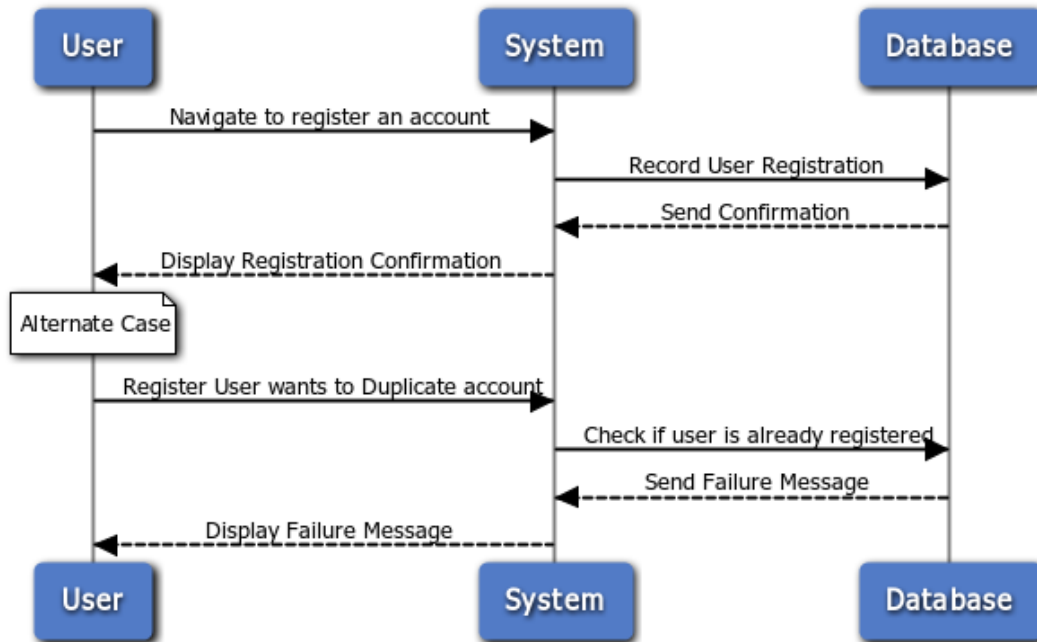 User System Database
Navigate to register an account
Record User Registration
Send Confirmation
Display Registration Confirmation
Alternate Case
Register User wants to Duplicate account
Check if user is already registered
Send Failure Message
Display Failure Message
User System Database